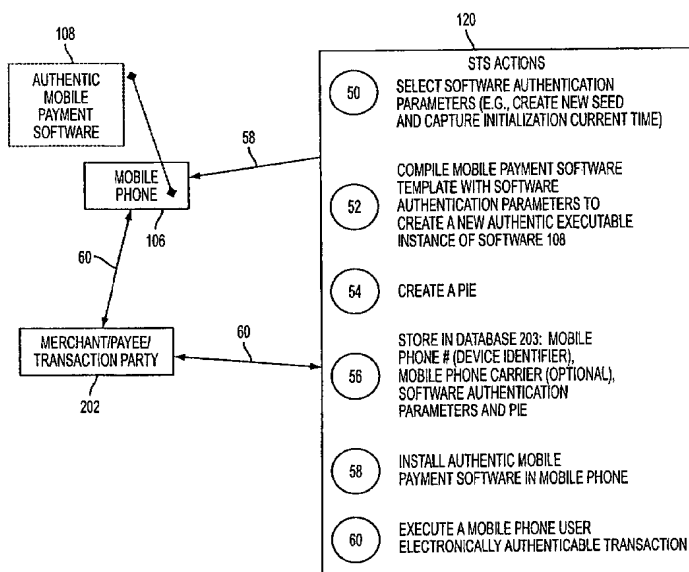 108
AUTHENTIC
MOBILE
PAYMENT
SOFTWARE
58
MOBILE
PHONE
106
60
MERCHANT/PAYEE/
TRANSACTION PARTY
202
60
120
STS ACTIONS
50
SELECT SOFTWARE AUTHENTICATION
PARAMETERS (E.G., CREATE NEW SEED
AND CAPTURE INITIALIZATION CURRENT TIME)
52
COMPILE MOBILE PAYMENT SOFTWARE
TEMPLATE WITH SOFTWARE
AUTHENTICATION PARAMETERS TO
CREATE A NEW AUTHENTIC EXECUTABLE
INSTANCE OF SOFTWARE 108
54
CREATE A PIE
56
STORE IN DATABASE 203: MOBILE
PHONE # (DEVICE IDENTIFIER),
MOBILE PHONE CARRIER (OPTIONAL),
SOFTWARE AUTHENTICATION
PARAMETERS AND PIE
58
INSTALL AUTHENTIC MOBILE
PAYMENT SOFTWARE IN MOBILE PHONE
60
EXECUTE A MOBILE PHONE USER
ELECTRONICALLY AUTHENTICABLE TRANSACTION